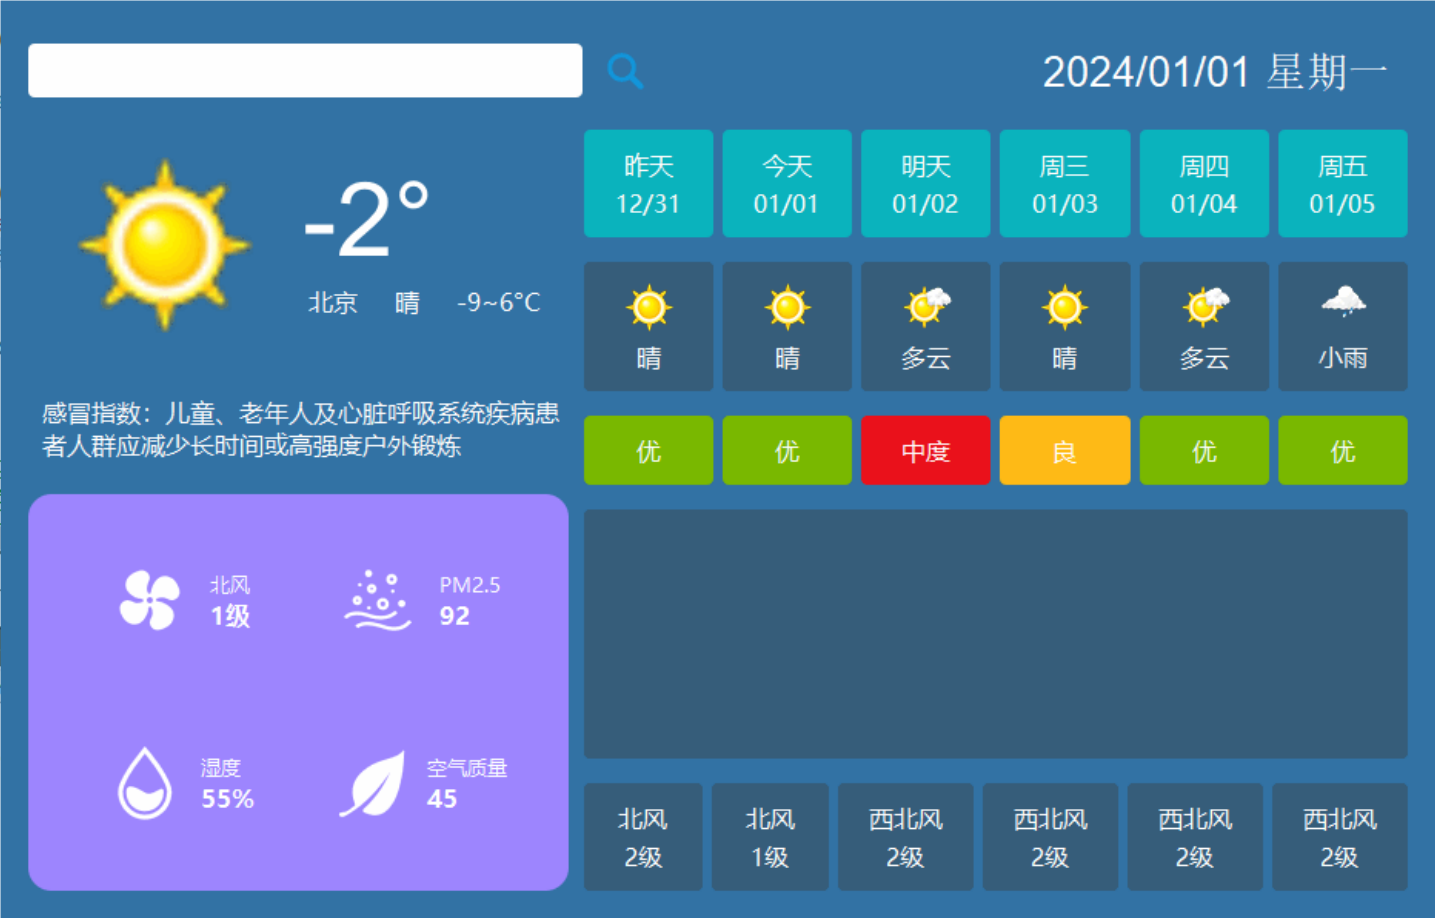 2024/01/01 星期一
-2°
北京 晴 -9~6°C
感冒指数：儿童、老年人及心脏呼吸系统疾病患
者人群应减少长时间或高强度户外锻炼
北风
1级
PM2.5
92
湿度
55%
空气质量
45
昨天 今天 明天 周三 周四 周五
12/31 01/01 01/02 01/03 01/04 01/05
晴 晴 多云 晴 多云 小雨
优 优 中度 良 优 优
北风 北风 西北风 西北风 西北风 西北风
2级 1级 2级 2级 2级 2级